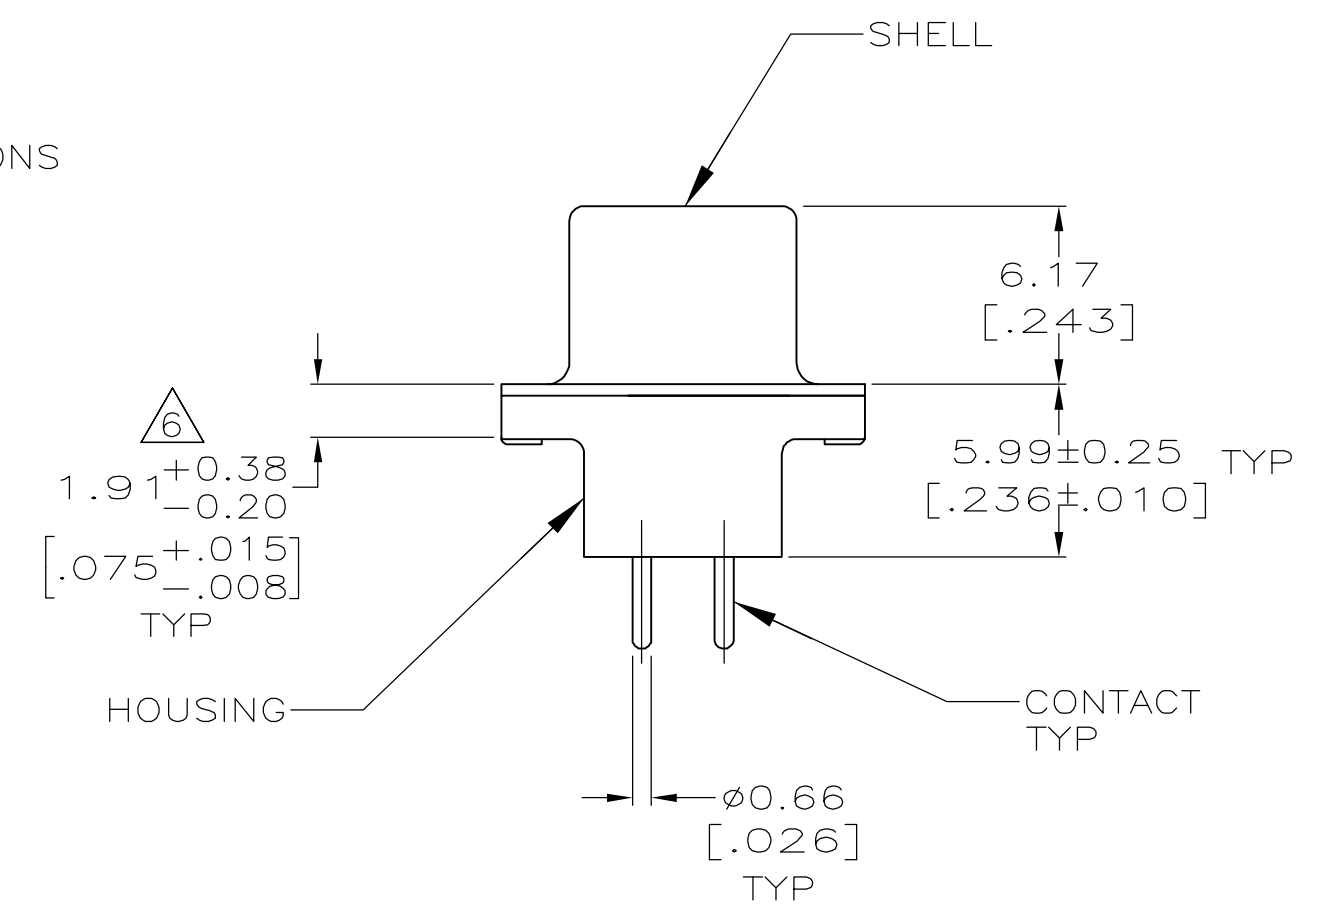 SHELL
ONS
6.17
[.243]
6
1.91 +0.38
-0.20
[.075 +.015
-.008]
TYP
5.99±0.25 TYP
[.236±.010]
HOUSING
CONTACT
TYP
ø0.66
[.026]
TYP